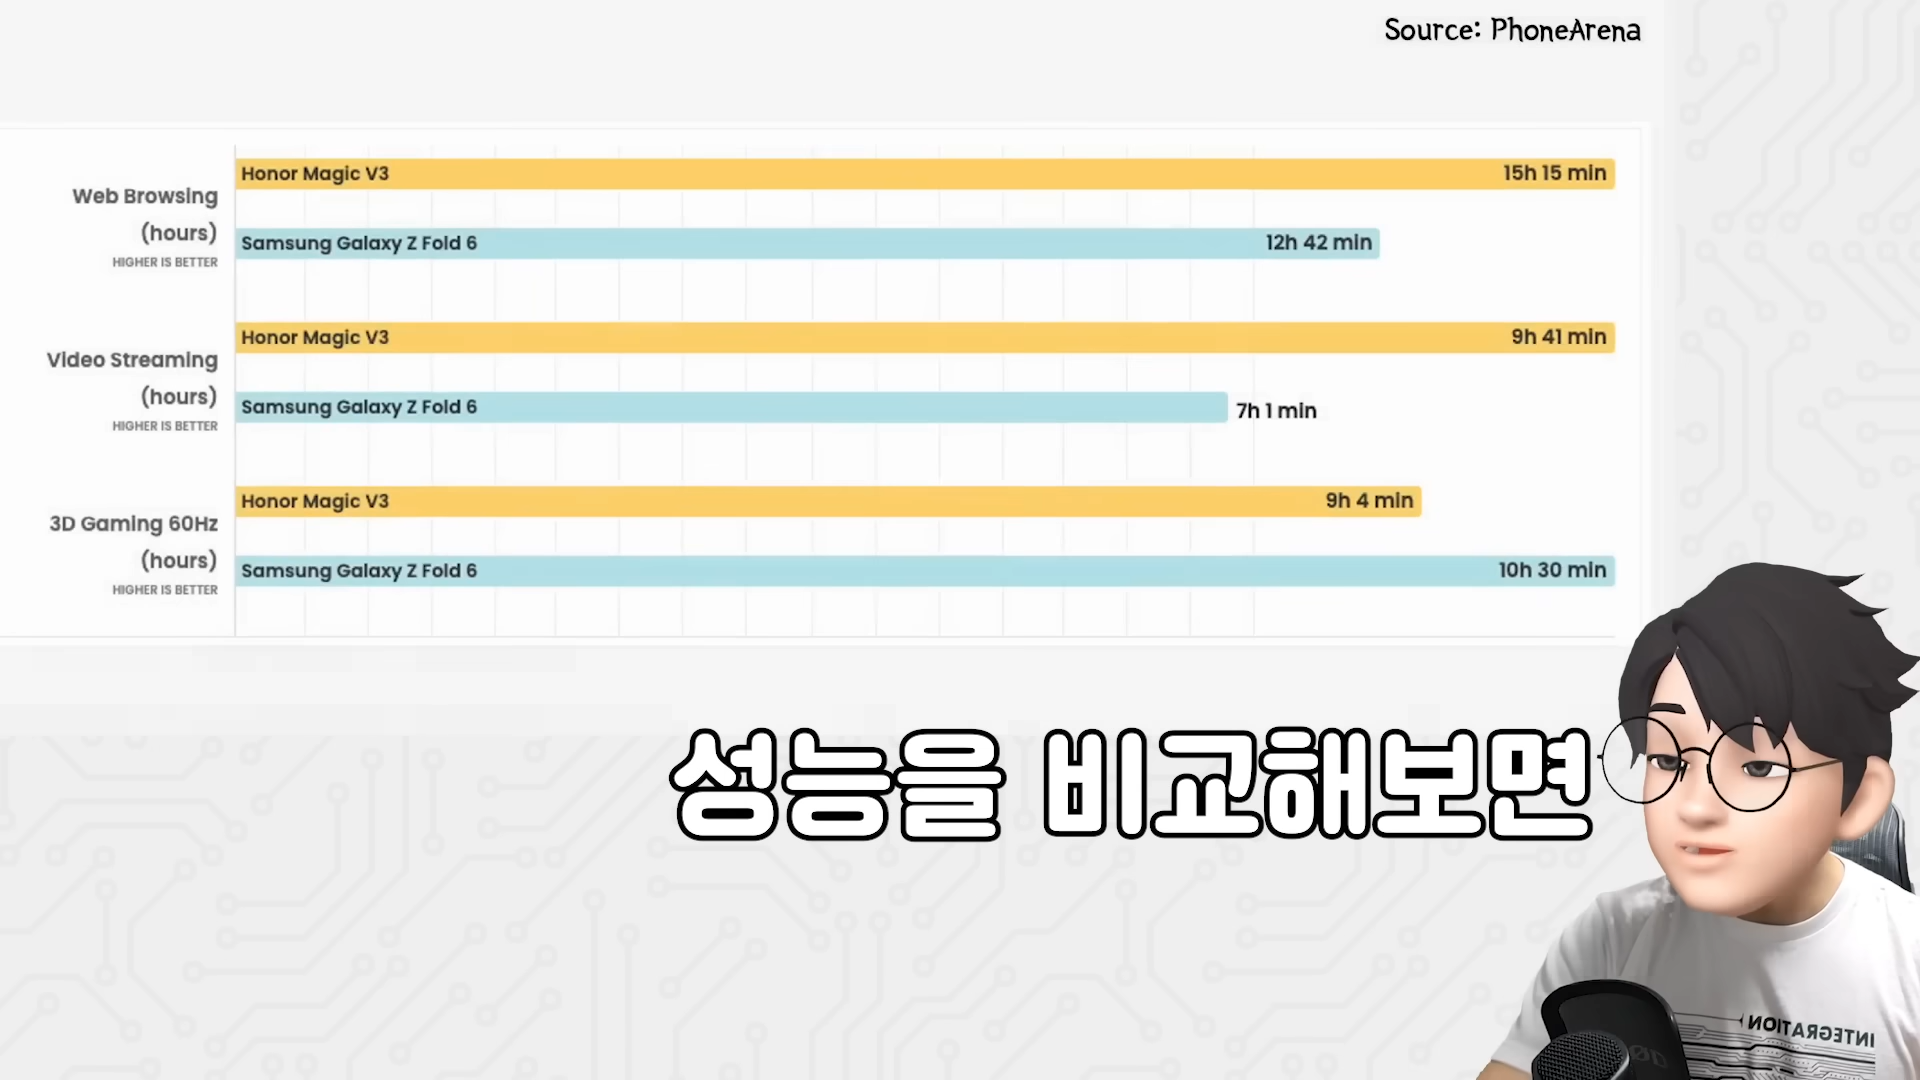 Source: PhoneArena
Web Browsing
(hours)
HIGHER IS BETTER
Honor Magic V3
15h 15 min
Samsung Galaxy Z Fold 6
12h 42 min
Video Streaming
(hours)
HIGHER IS BETTER
Honor Magic V3
9h 41 min
Samsung Galaxy Z Fold 6
7h 1 min
3D Gaming 60Hz
(hours)
HIGHER IS BETTER
Honor Magic V3
9h 4 min
Samsung Galaxy Z Fold 6
10h 30 min
성능을 비교해보면
INTEGRATION